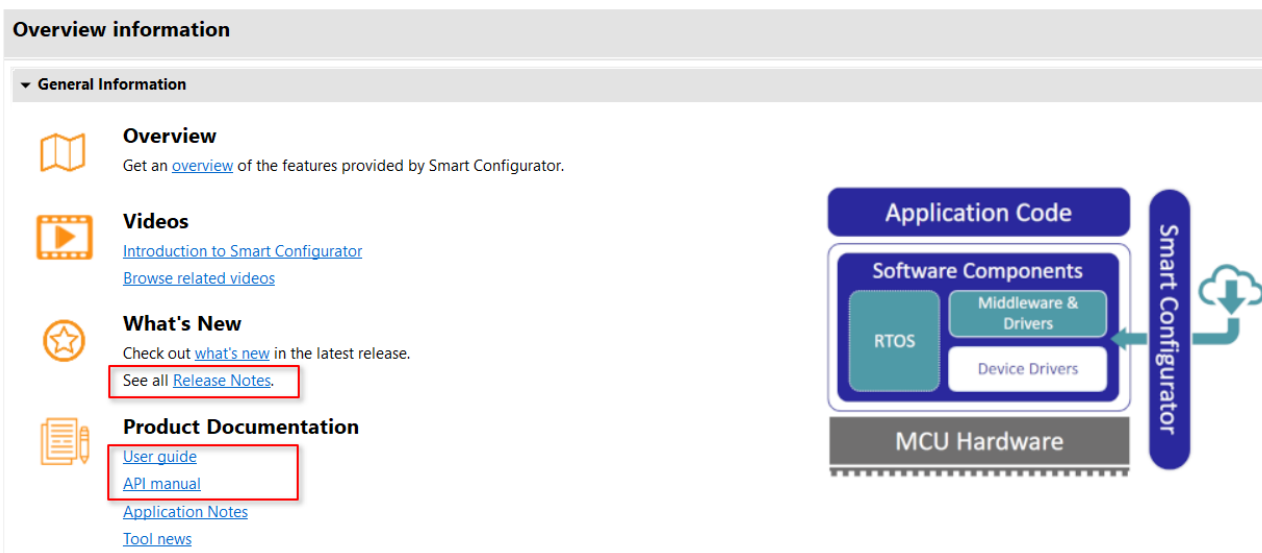 Overview information
General Information
Overview
Get an overview of the features provided by Smart Configurator.
Videos
Introduction to Smart Configurator
Browse related videos
What's New
Check out what's new in the latest release.
See all Release Notes.
Product Documentation
User guide
API manual
Application Notes
Tool news
Application Code
Software Components
RTOS
Middleware &
Drivers
Device Drivers
MCU Hardware
Smart Configurator